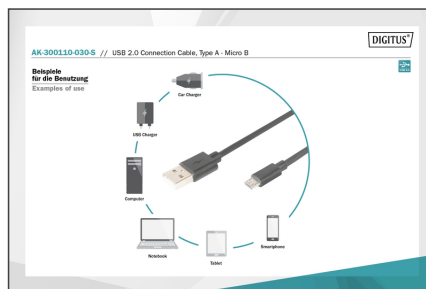 DIGITUS®
AK-300110-030-S // USB 2.0 Connection Cable, Type A - Micro B
Beispiele
für die Benutzung
Examples of use
Car Charger
USB Charger
Computer
Notebook
Tablet
Smartphone